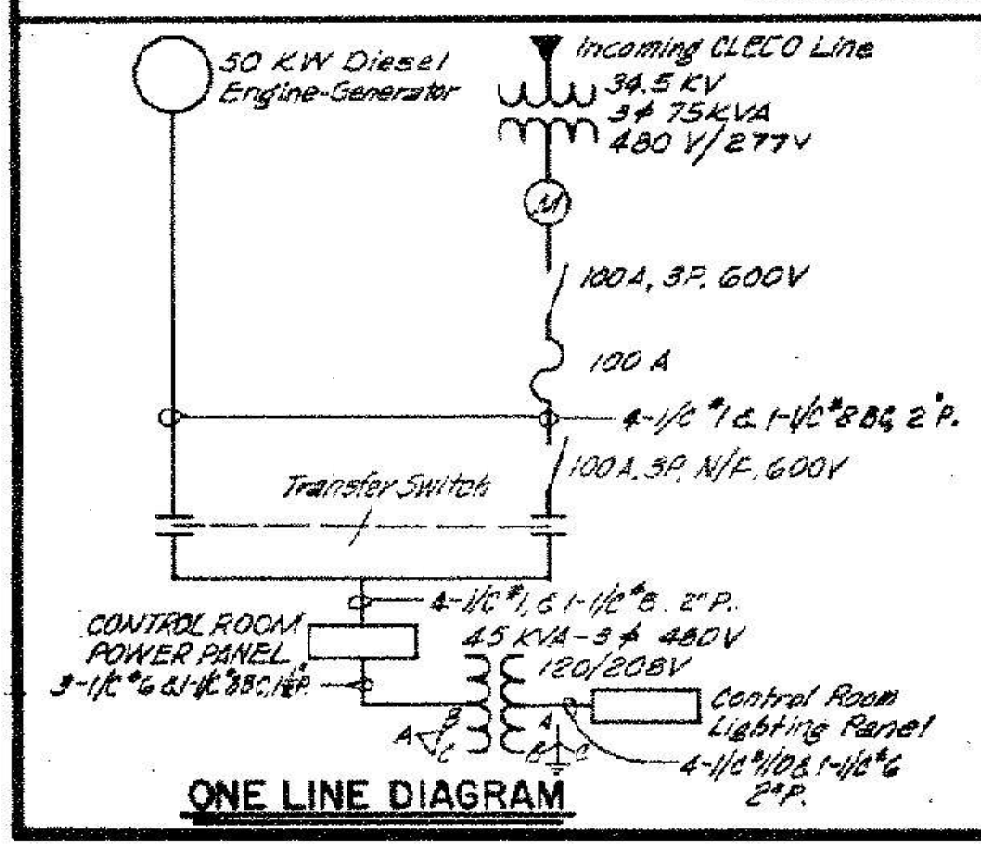 50 KW Diesel
Engine-Generator
Incoming CLECO Line
34.5 KV
3φ 75KVA
480 V/277V
M
100A, 3P, 600V
100 A
4-1/C #1 & 1-1/C #8 BC, 2"P.
100A, 3P, N/F, 600V
Transfer Switch
4-1/C #1, & 1-1/C #8, 2"P.
CONTROL ROOM
POWER PANEL
3-1/C #6 & 1-1/C #8 BC, 1½"P.
45 KVA-3φ 480V
120/208V
Control Room
Lighting Panel
A B C
A B C
4-1/C #1/0 & 1-1/C #6
2"P.
ONE LINE DIAGRAM